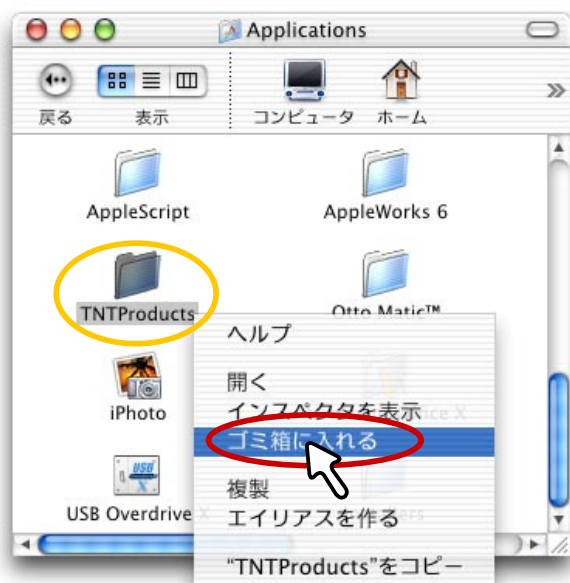 Applications
戻る 表示 コンピュータ ホーム
AppleScript AppleWorks 6
TNTProducts Otto Matic™
ヘルプ
開く
iPhoto インスペクタを表示
ゴミ箱に入れる
複製
USB Overdrive X エイリアスを作る
“TNTProducts”をコピー